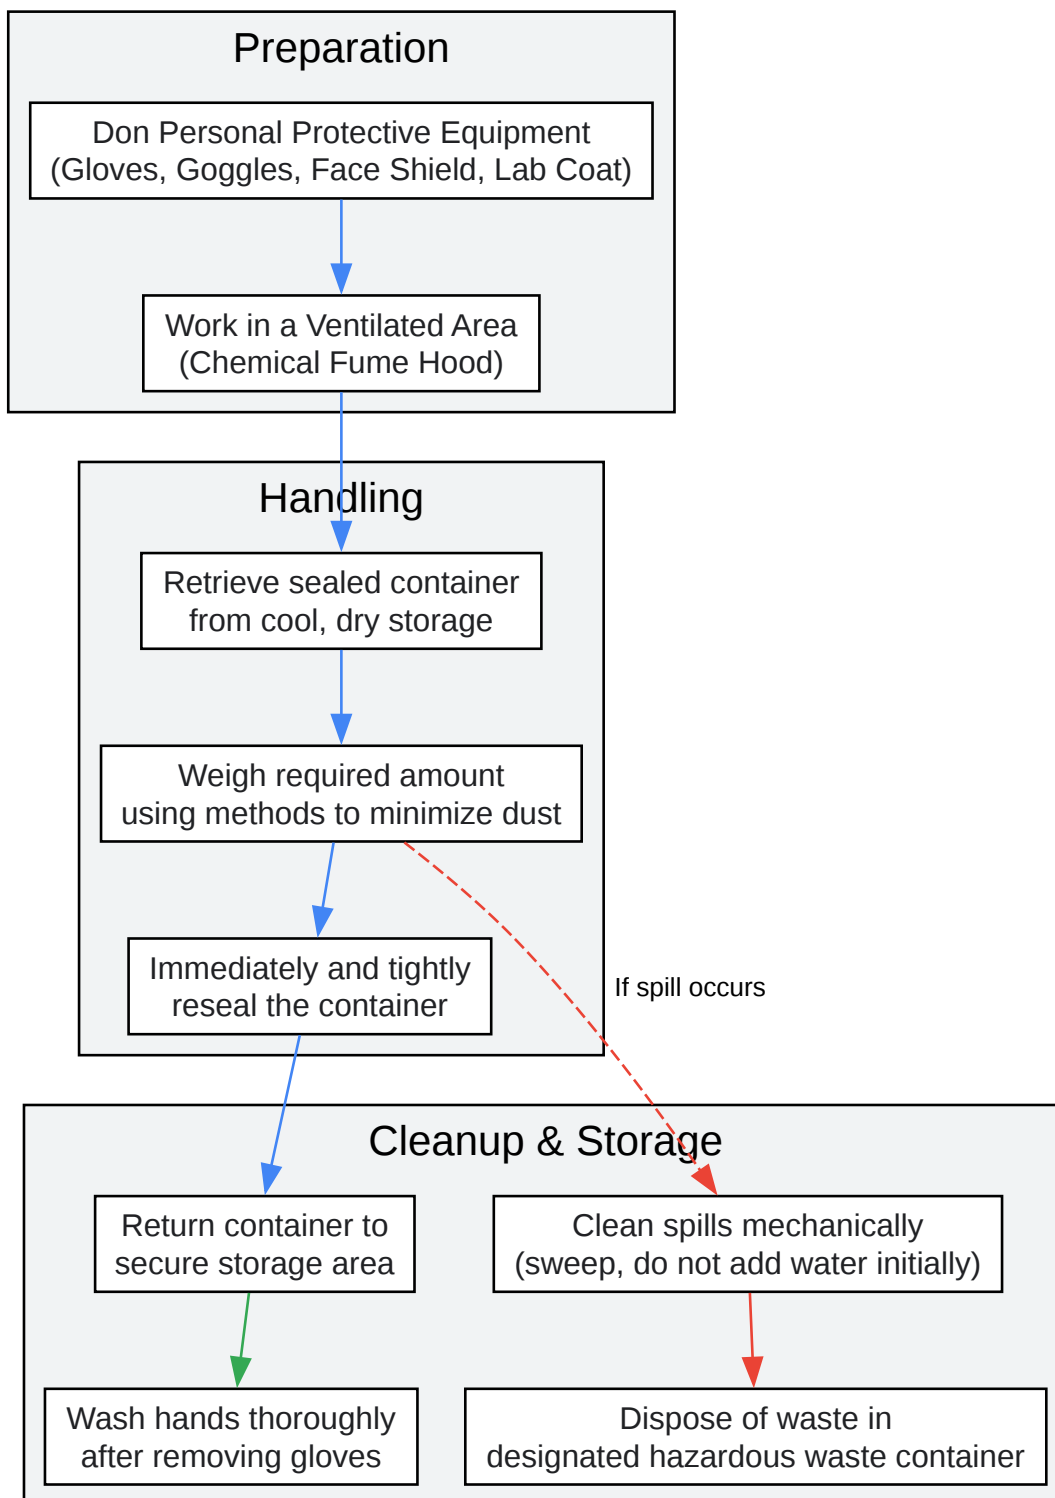 Preparation
Don Personal Protective Equipment
(Gloves, Goggles, Face Shield, Lab Coat)
Work in a Ventilated Area
(Chemical Fume Hood)
Handling
Retrieve sealed container
from cool, dry storage
Weigh required amount
using methods to minimize dust
Immediately and tightly
reseal the container
If spill occurs
Cleanup & Storage
Return container to
secure storage area
Clean spills mechanically
(sweep, do not add water initially)
Wash hands thoroughly
after removing gloves
Dispose of waste in
designated hazardous waste container